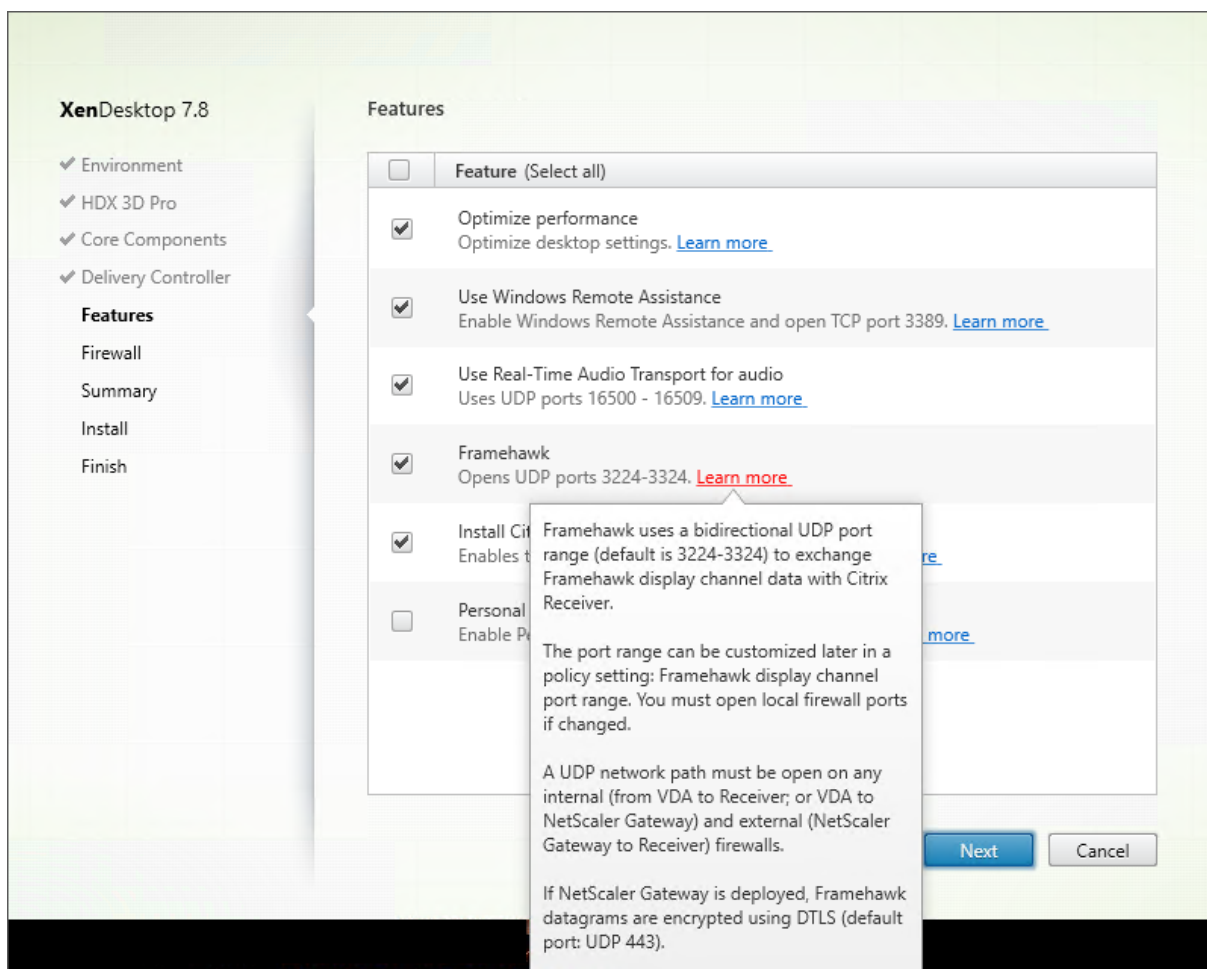 XenDesktop 7.8
Environment
HDX 3D Pro
Core Components
Delivery Controller
Features
Firewall
Summary
Install
Finish
Features
Feature (Select all)
Optimize performance
Optimize desktop settings. Learn more
Use Windows Remote Assistance
Enable Windows Remote Assistance and open TCP port 3389. Learn more
Use Real-Time Audio Transport for audio
Uses UDP ports 16500 - 16509. Learn more
Framehawk
Opens UDP ports 3224-3324. Learn more
Install
Enables
Personal
Enable
more
Framehawk uses a bidirectional UDP port
range (default is 3224-3324) to exchange
Framehawk display channel data with Citrix
Receiver.
The port range can be customized later in a
policy setting: Framehawk display channel
port range. You must open local firewall ports
if changed.
A UDP network path must be open on any
internal (from VDA to Receiver; or VDA to
NetScaler Gateway) and external (NetScaler
Gateway to Receiver) firewalls.
If NetScaler Gateway is deployed, Framehawk
datagrams are encrypted using DTLS (default
port: UDP 443).
Next
Cancel